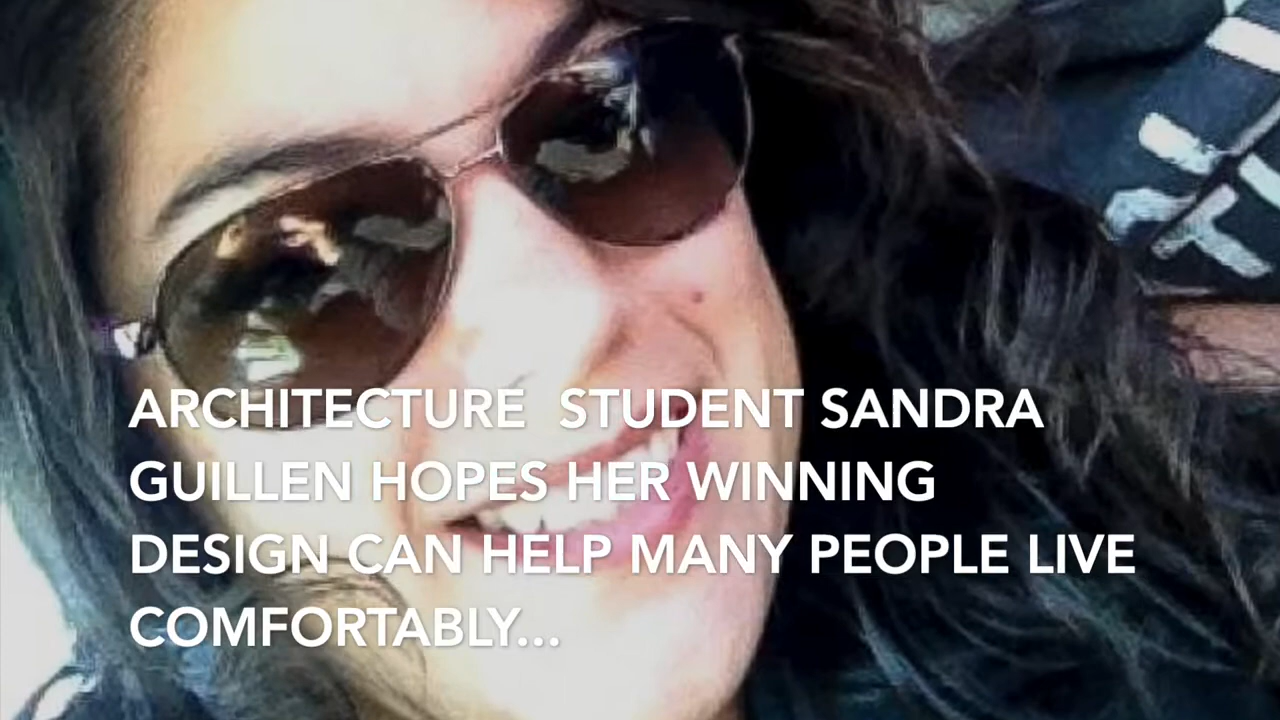 ARCHITECTURE  STUDENT SANDRA
GUILLEN HOPES HER WINNING
DESIGN CAN HELP MANY PEOPLE LIVE
COMFORTABLY...